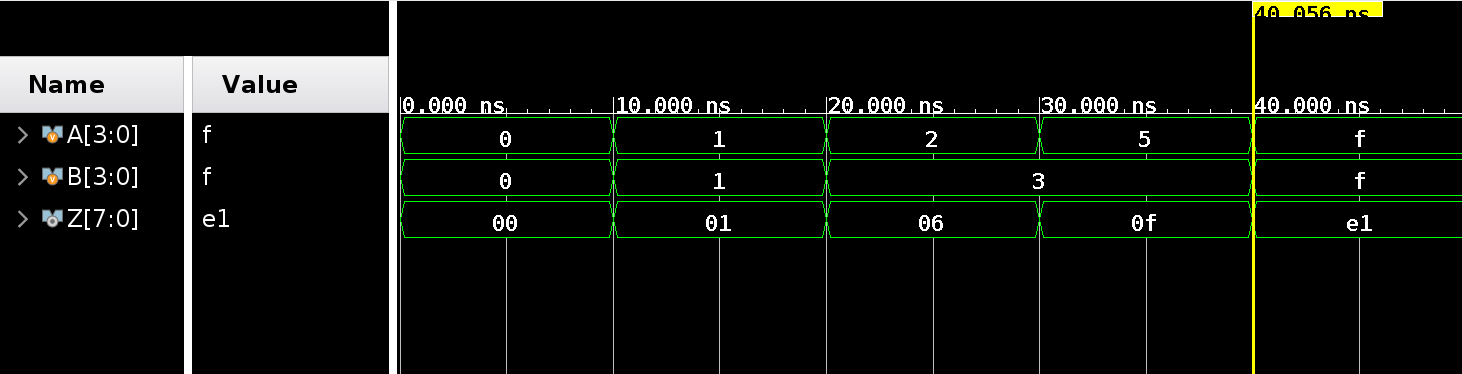 40.056 ns
Name Value
0.000 ns 10.000 ns 20.000 ns 30.000 ns 40.000 ns
A[3:0] f 0 1 2 5 f
B[3:0] f 0 1 3 f
Z[7:0] e1 00 01 06 0f e1